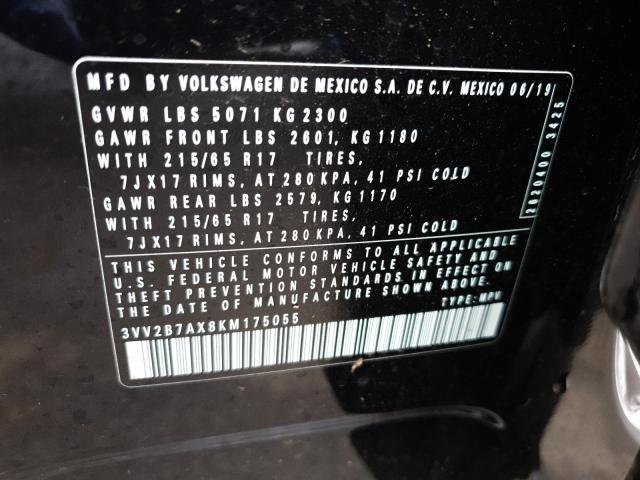 MFD BY VOLKSWAGEN DE MEXICO S.A. DE C.V. MEXICO 06/19
GVWR LBS 5071 KG 2300
GAWR FRONT LBS 2601, KG 1180
WITH 215/65 R17 TIRES,
7JX17 RIMS, AT 280 KPA, 41 PSI COLD
GAWR REAR LBS 2579, KG 1170
WITH 215/65 R17 TIRES,
7JX17 RIMS, AT 280 KPA, 41 PSI COLD
THIS VEHICLE CONFORMS TO ALL APPLICABLE
U.S. FEDERAL MOTOR VEHICLE SAFETY AND
THEFT PREVENTION STANDARDS IN EFFECT ON
THE DATE OF MANUFACTURE SHOWN ABOVE.
3VV2B7AX8KM175055 TYPE: MPV
2020400 3425